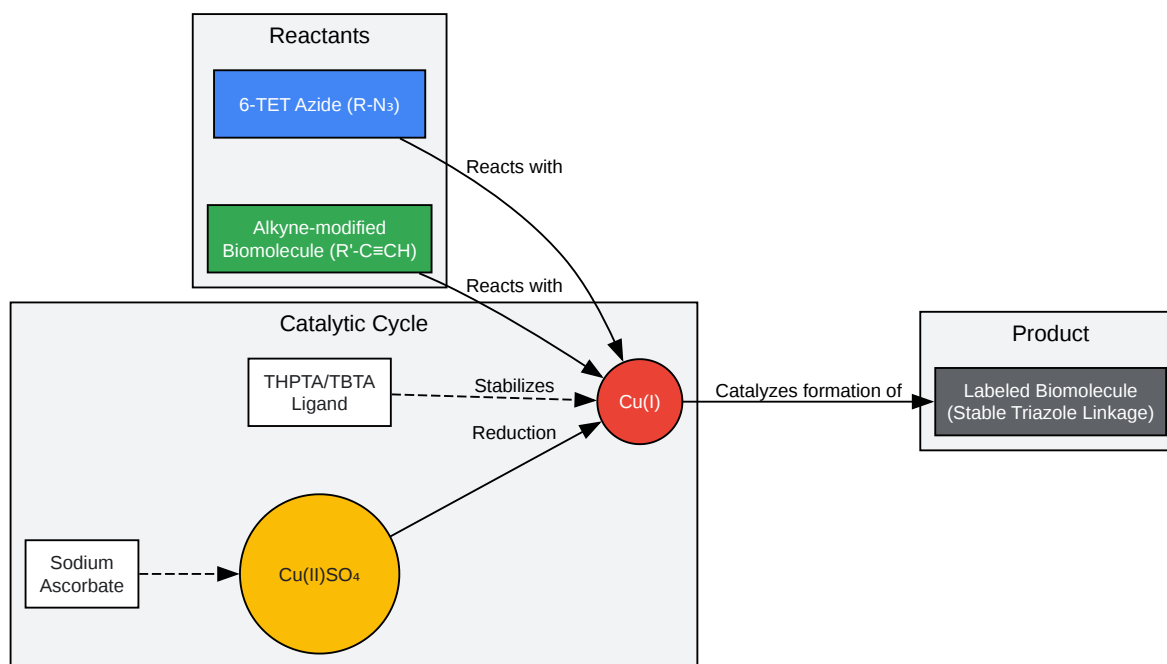 Reactants
6-TET Azide (R-N₃)
Reacts with
Alkyne-modified
Biomolecule (R'-C≡CH)
Reacts with
Catalytic Cycle
THPTA/TBTA
Ligand
Stabilizes
Cu(I)
Reduction
Sodium
Ascorbate
Cu(II)SO₄
Catalyzes formation of
Product
Labeled Biomolecule
(Stable Triazole Linkage)